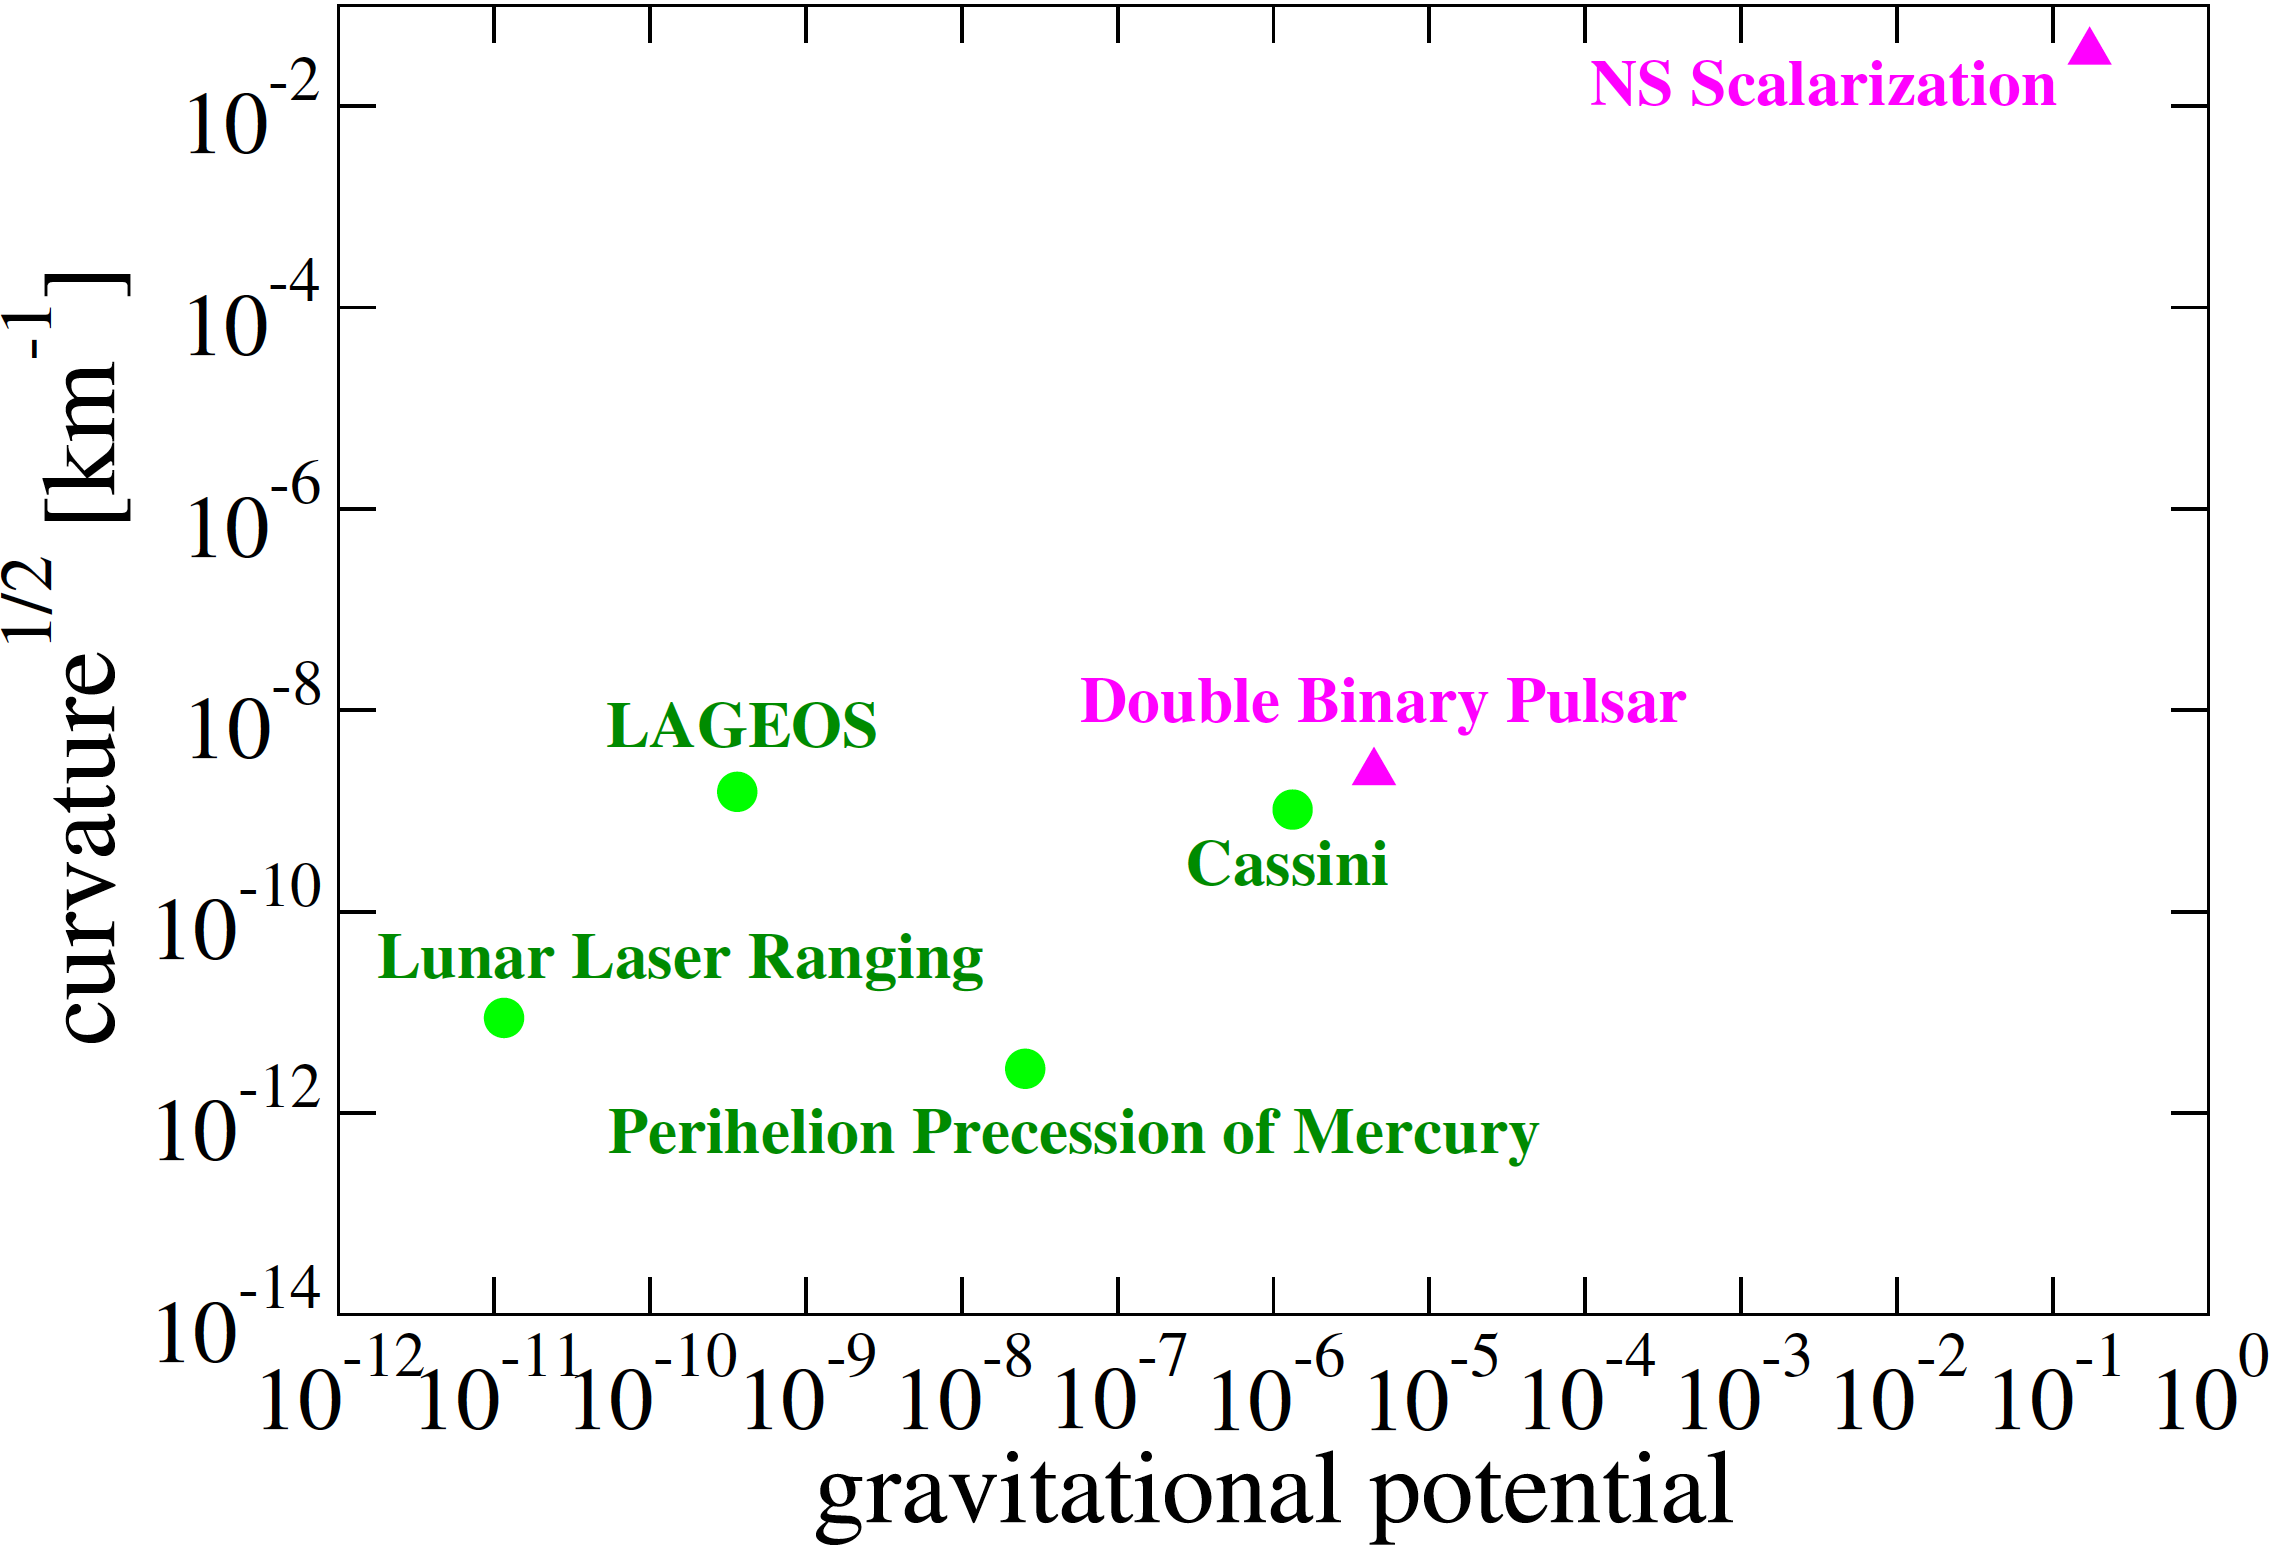 curvature^1/2 [km^-1]
10^-2
10^-4
10^-6
10^-8
10^-10
10^-12
10^-14
NS Scalarization
Double Binary Pulsar
LAGEOS
Cassini
Lunar Laser Ranging
Perihelion Precession of Mercury
10^-12 10^-11 10^-10 10^-9 10^-8 10^-7 10^-6 10^-5 10^-4 10^-3 10^-2 10^-1 10^0
gravitational potential